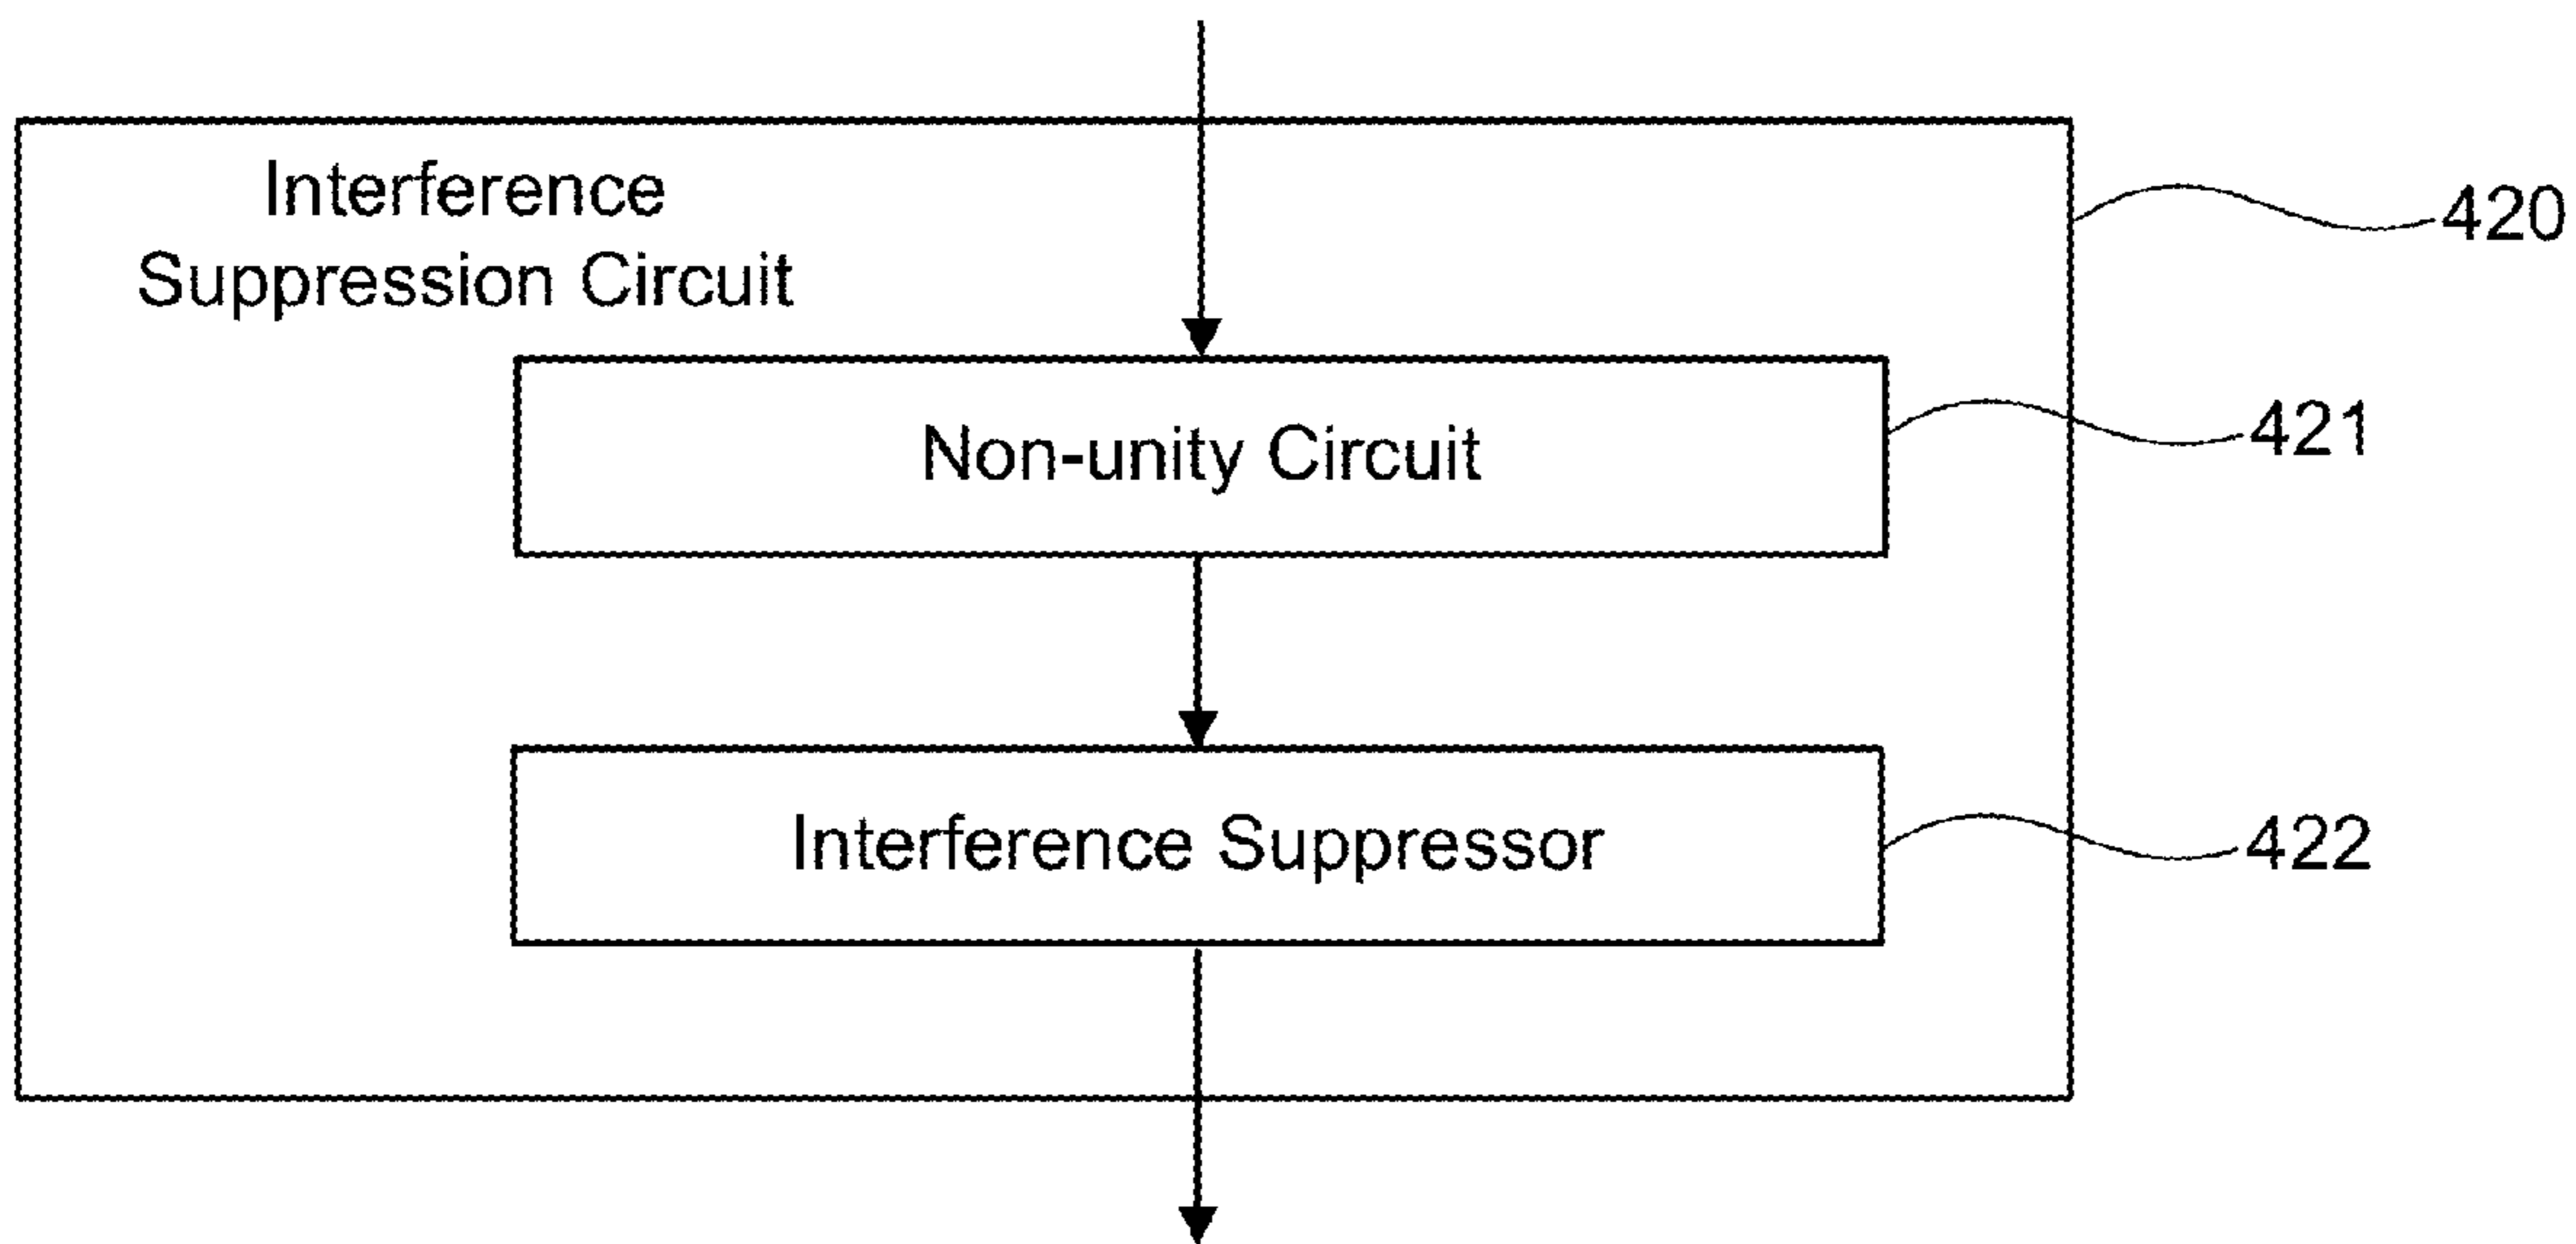 Interference
Suppression Circuit
420
Non-unity Circuit
421
Interference Suppressor
422